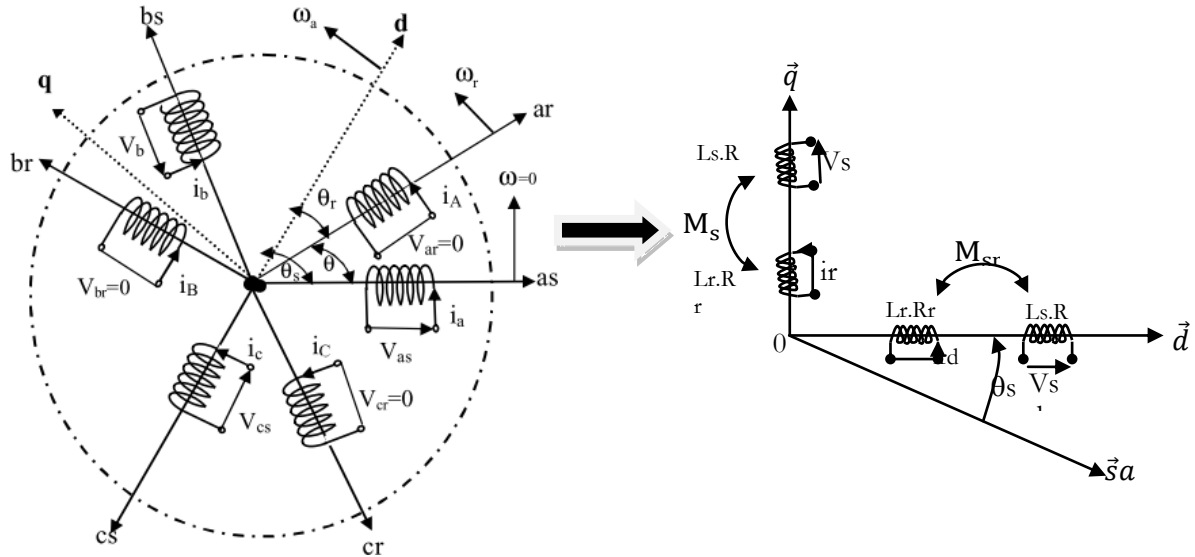 bs
ωa
d
q
ωr
ar
Vb
br
ib
θr
iA
ω=0
Var=0
θs
θ
as
Vbr=0
iB
ia
Vas
ic
iC
Vcs
Vcr=0
cs
cr
q⃗
Ls.R
Vs
Ms
ir
Lr.R
r
Msr
Lr.Rr
Ls.R
0
d⃗
d
θs
Vs
s⃗a